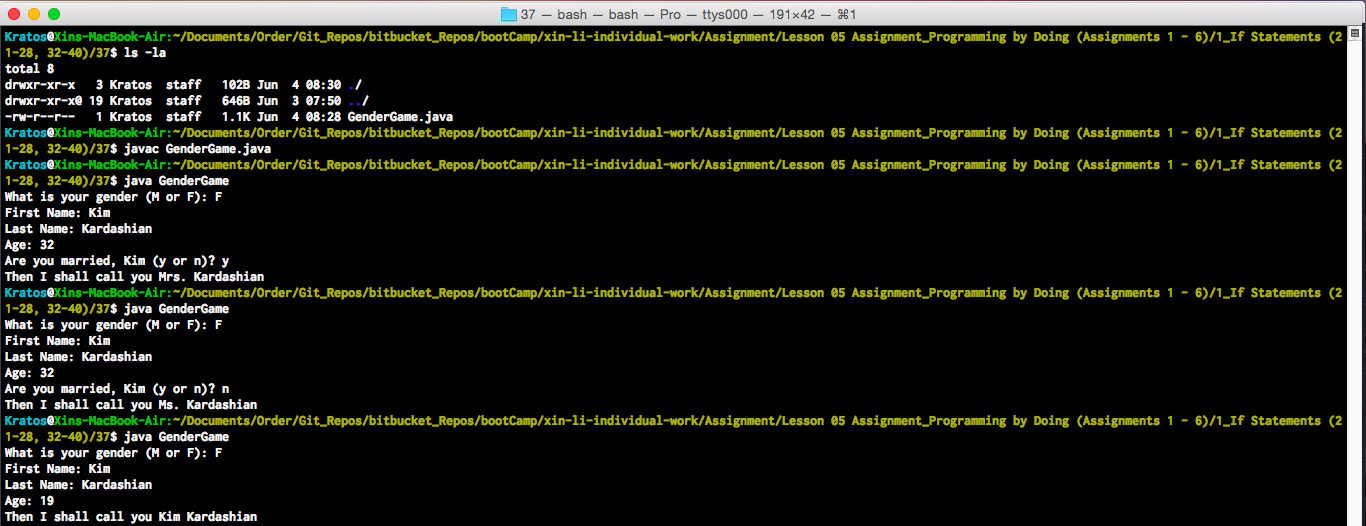 37 — bash — bash — Pro — ttys000 — 191×42 — ⌘1
Kratos@Xins-MacBook-Air:~/Documents/Order/Git_Repos/bitbucket_Repos/bootCamp/xin-li-individual-work/Assignment/Lesson 05 Assignment_Programming by Doing (Assignments 1 - 6)/1_If Statements (2
1-28, 32-40)/37$ ls -la
total 8
drwxr-xr-x   3 Kratos  staff   102B Jun  4 08:30 ./
drwxr-xr-x@ 19 Kratos  staff   646B Jun  3 07:50 ../
-rw-r--r--   1 Kratos  staff   1.1K Jun  4 08:28 GenderGame.java
Kratos@Xins-MacBook-Air:~/Documents/Order/Git_Repos/bitbucket_Repos/bootCamp/xin-li-individual-work/Assignment/Lesson 05 Assignment_Programming by Doing (Assignments 1 - 6)/1_If Statements (2
1-28, 32-40)/37$ javac GenderGame.java
Kratos@Xins-MacBook-Air:~/Documents/Order/Git_Repos/bitbucket_Repos/bootCamp/xin-li-individual-work/Assignment/Lesson 05 Assignment_Programming by Doing (Assignments 1 - 6)/1_If Statements (2
1-28, 32-40)/37$ java GenderGame
What is your gender (M or F): F
First Name: Kim
Last Name: Kardashian
Age: 32
Are you married, Kim (y or n)? y
Then I shall call you Mrs. Kardashian
Kratos@Xins-MacBook-Air:~/Documents/Order/Git_Repos/bitbucket_Repos/bootCamp/xin-li-individual-work/Assignment/Lesson 05 Assignment_Programming by Doing (Assignments 1 - 6)/1_If Statements (2
1-28, 32-40)/37$ java GenderGame
What is your gender (M or F): F
First Name: Kim
Last Name: Kardashian
Age: 32
Are you married, Kim (y or n)? n
Then I shall call you Ms. Kardashian
Kratos@Xins-MacBook-Air:~/Documents/Order/Git_Repos/bitbucket_Repos/bootCamp/xin-li-individual-work/Assignment/Lesson 05 Assignment_Programming by Doing (Assignments 1 - 6)/1_If Statements (2
1-28, 32-40)/37$ java GenderGame
What is your gender (M or F): F
First Name: Kim
Last Name: Kardashian
Age: 19
Then I shall call you Kim Kardashian